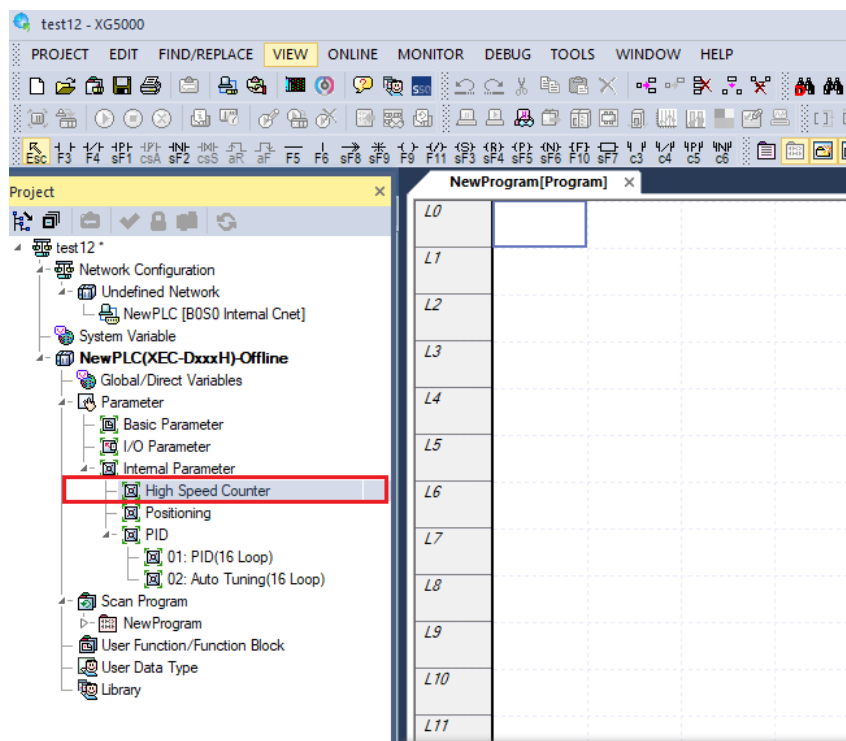 test12 - XG5000
PROJECT EDIT FIND/REPLACE VIEW ONLINE MONITOR DEBUG TOOLS WINDOW HELP
Esc F3 F4 sF1 csA sF2 csS aR aF F5 F6 sF8 sF9 F9 F11 sF3 sF4 sF5 sF6 F10 sF7 c3 c4 c5 c6
Project
NewProgram[Program]
test12 *
Network Configuration
Undefined Network
NewPLC [B0S0 Internal Cnet]
System Variable
NewPLC(XEC-DxxxH)-Offline
Global/Direct Variables
Parameter
Basic Parameter
I/O Parameter
Internal Parameter
High Speed Counter
Positioning
PID
01: PID(16 Loop)
02: Auto Tuning(16 Loop)
Scan Program
NewProgram
User Function/Function Block
User Data Type
Library
L0
L1
L2
L3
L4
L5
L6
L7
L8
L9
L10
L11